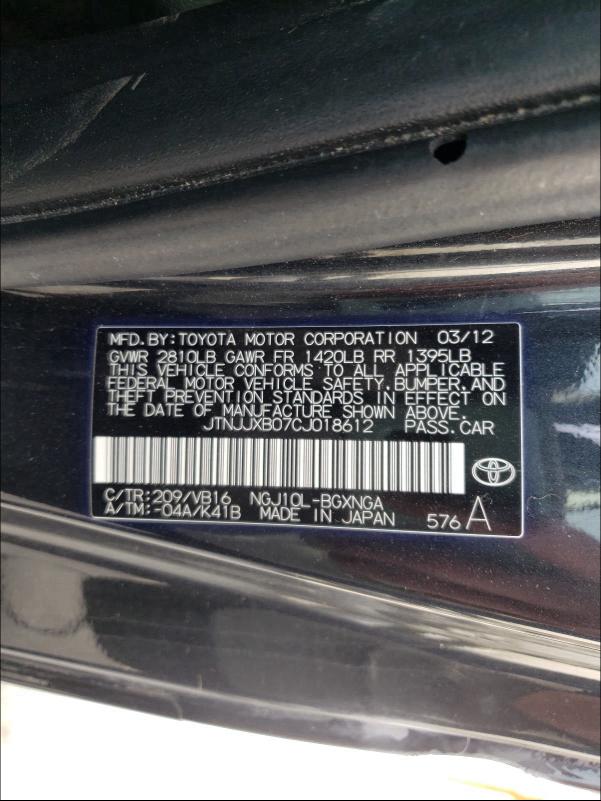 MFD.BY:TOYOTA MOTOR CORPORATION 03/12
GVWR 2810LB GAWR FR 1420LB RR 1395LB
THIS VEHICLE CONFORMS TO ALL APPLICABLE
FEDERAL MOTOR VEHICLE SAFETY,BUMPER,AND
THEFT PREVENTION STANDARDS IN EFFECT ON
THE DATE OF MANUFACTURE SHOWN ABOVE.
JTNJJXB07CJ018612 PASS.CAR
C/TR:209/VB16 NGJ10L-BGXNGA
A/TM:-04A/K41B MADE IN JAPAN 576 A